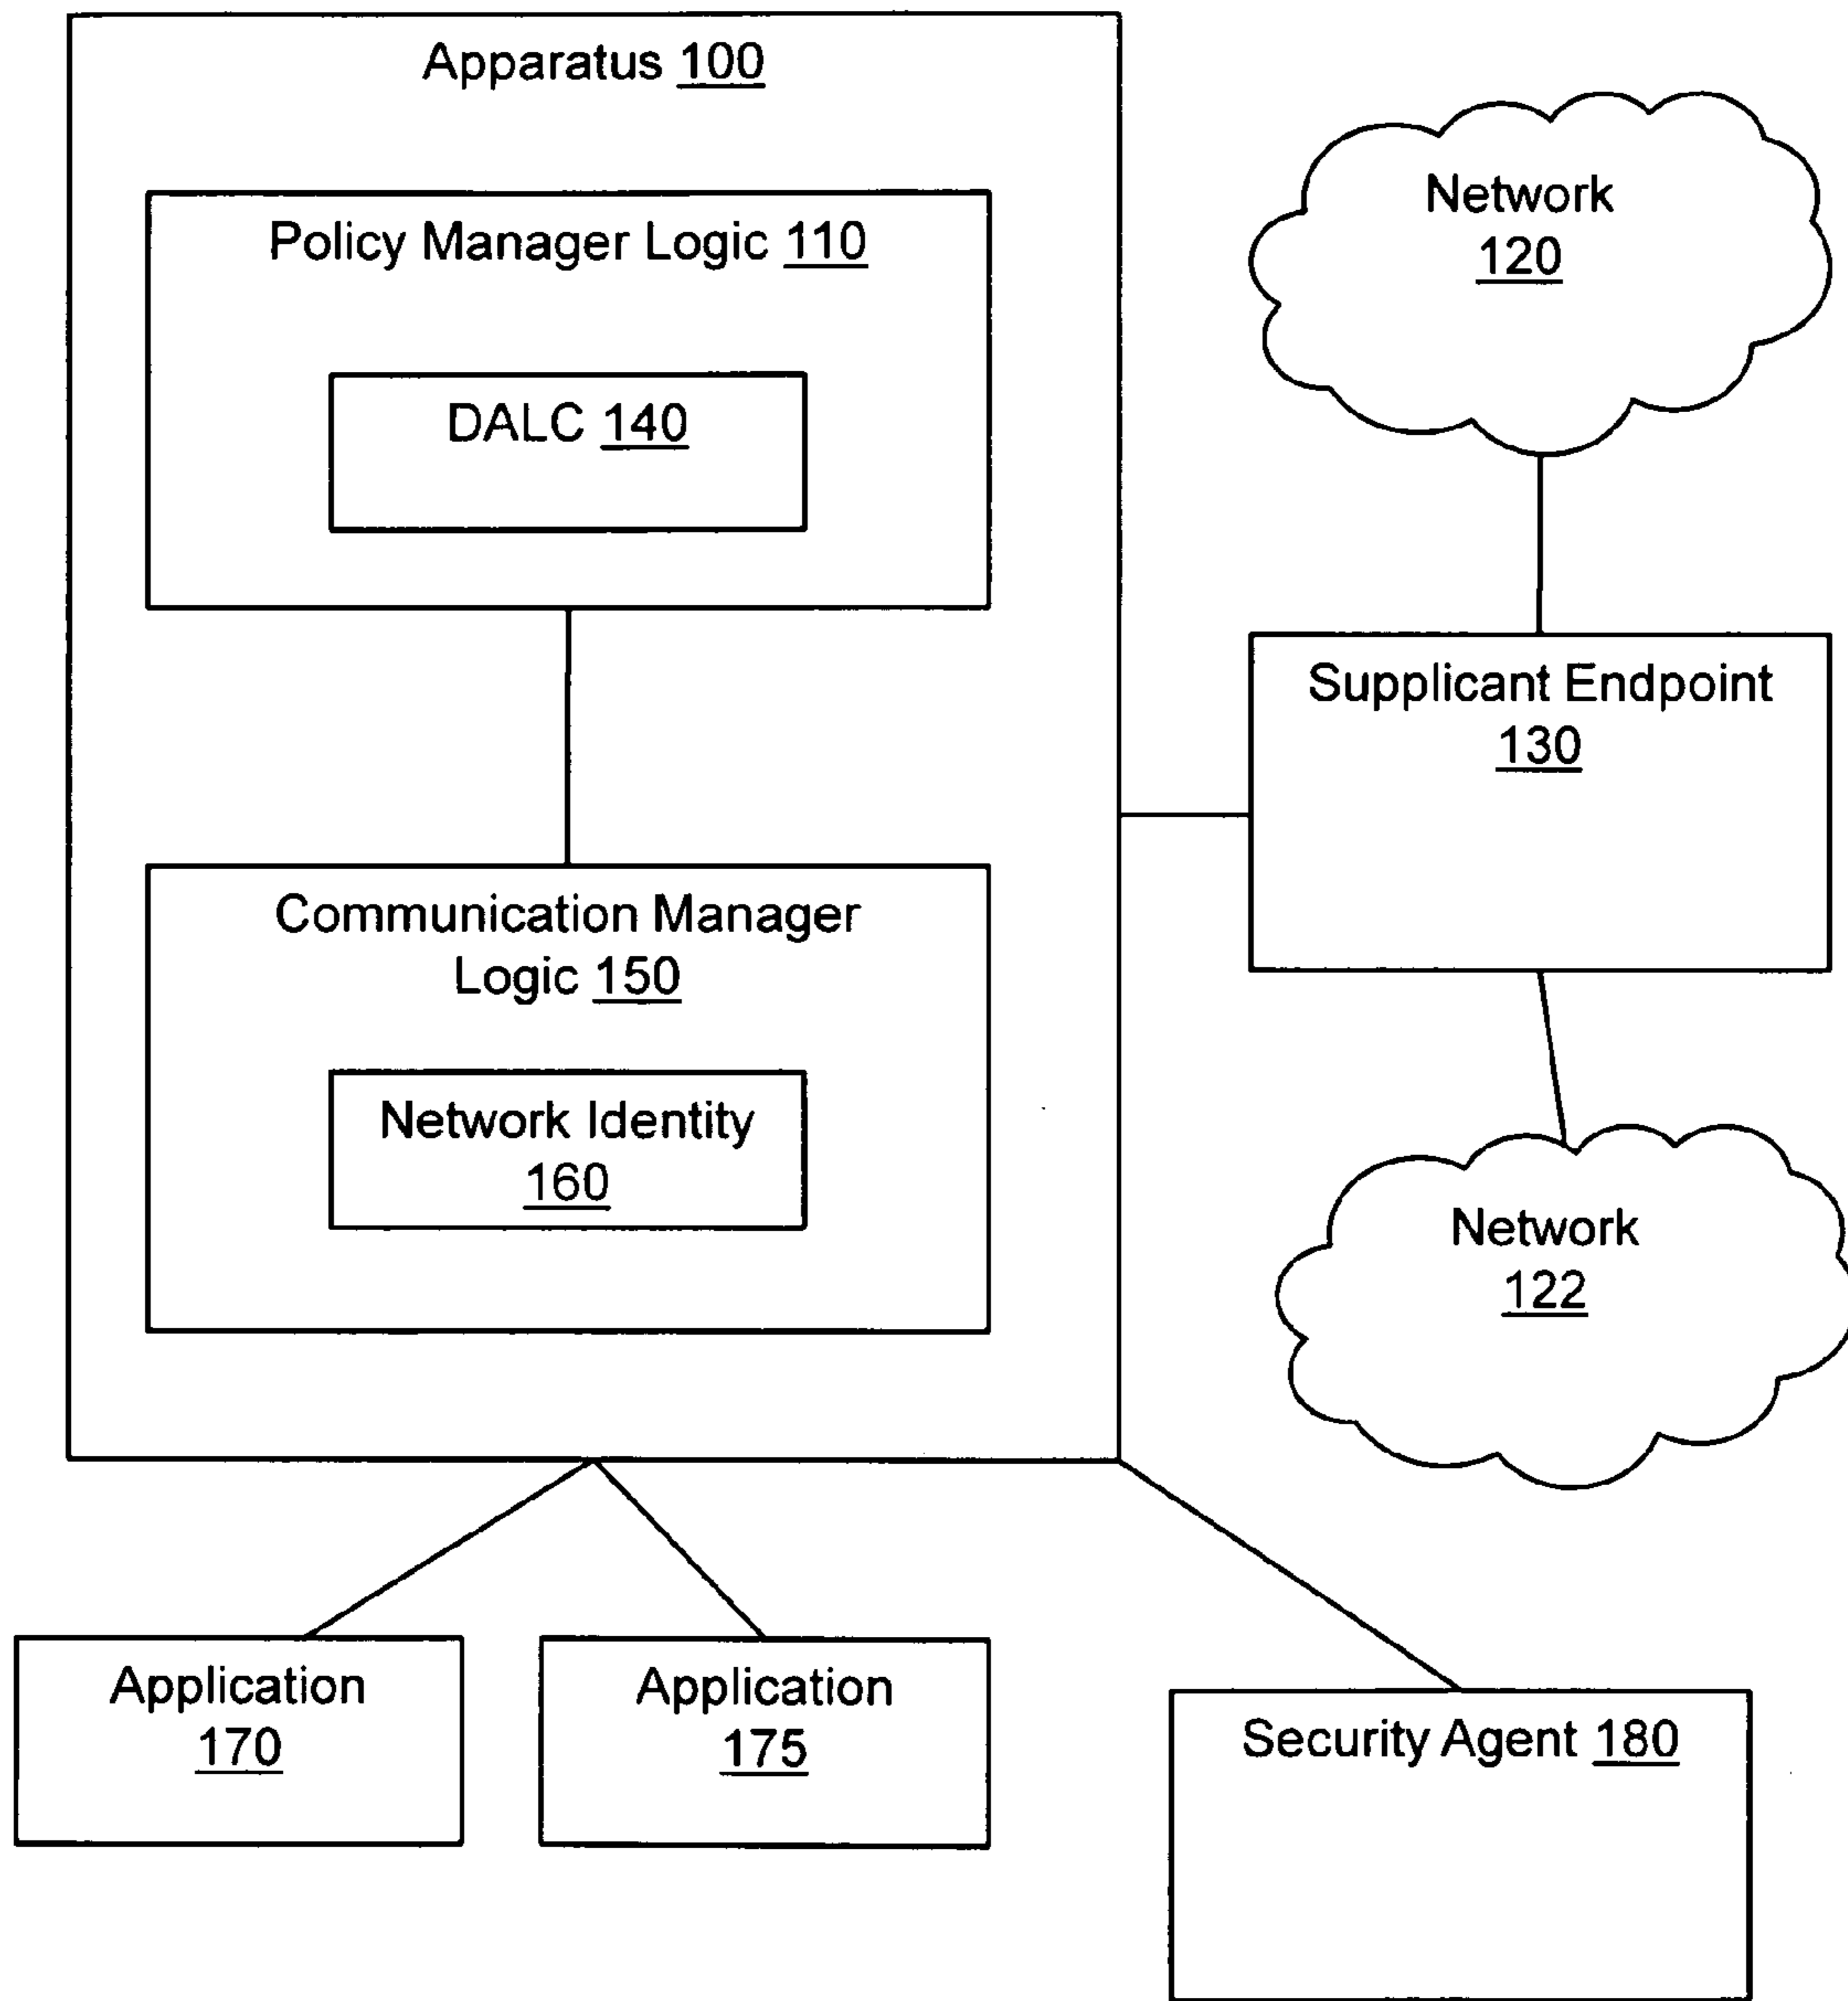 Apparatus 100
Policy Manager Logic 110
DALC 140
Communication Manager
Logic 150
Network Identity
160
Network
120
Supplicant Endpoint
130
Network
122
Application
170
Application
175
Security Agent 180